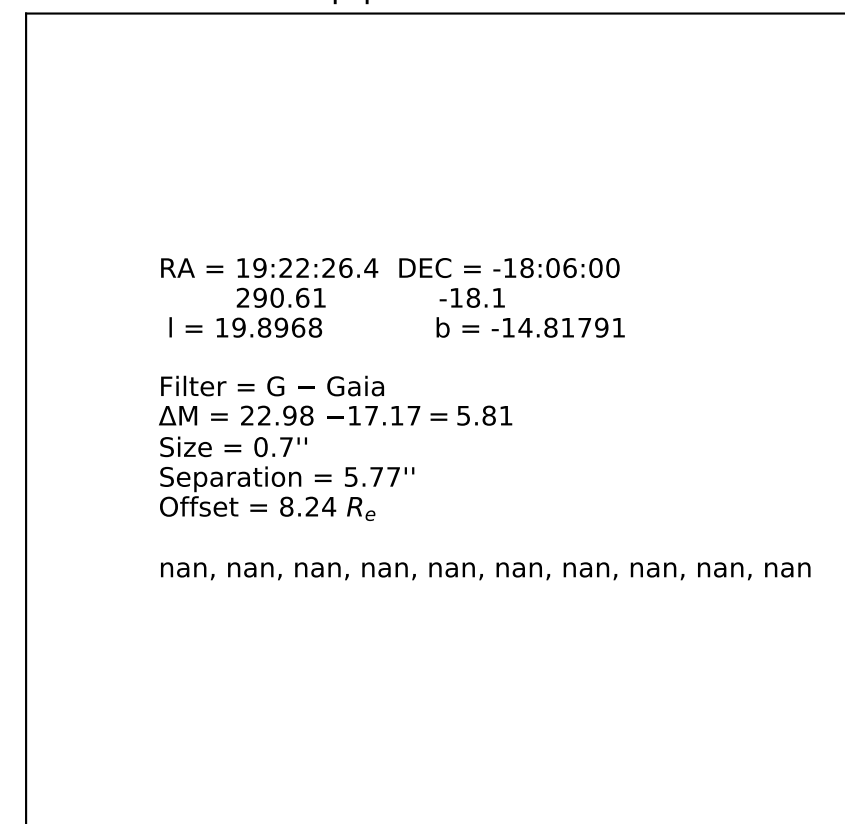 RA = 19:22:26.4 DEC = -18:06:00
290.61 -18.1
l = 19.8968 b = -14.81791
Filter = G − Gaia
ΔM = 22.98 −17.17 = 5.81
Size = 0.7''
Separation = 5.77''
Offset = 8.24 Re
nan, nan, nan, nan, nan, nan, nan, nan, nan, nan